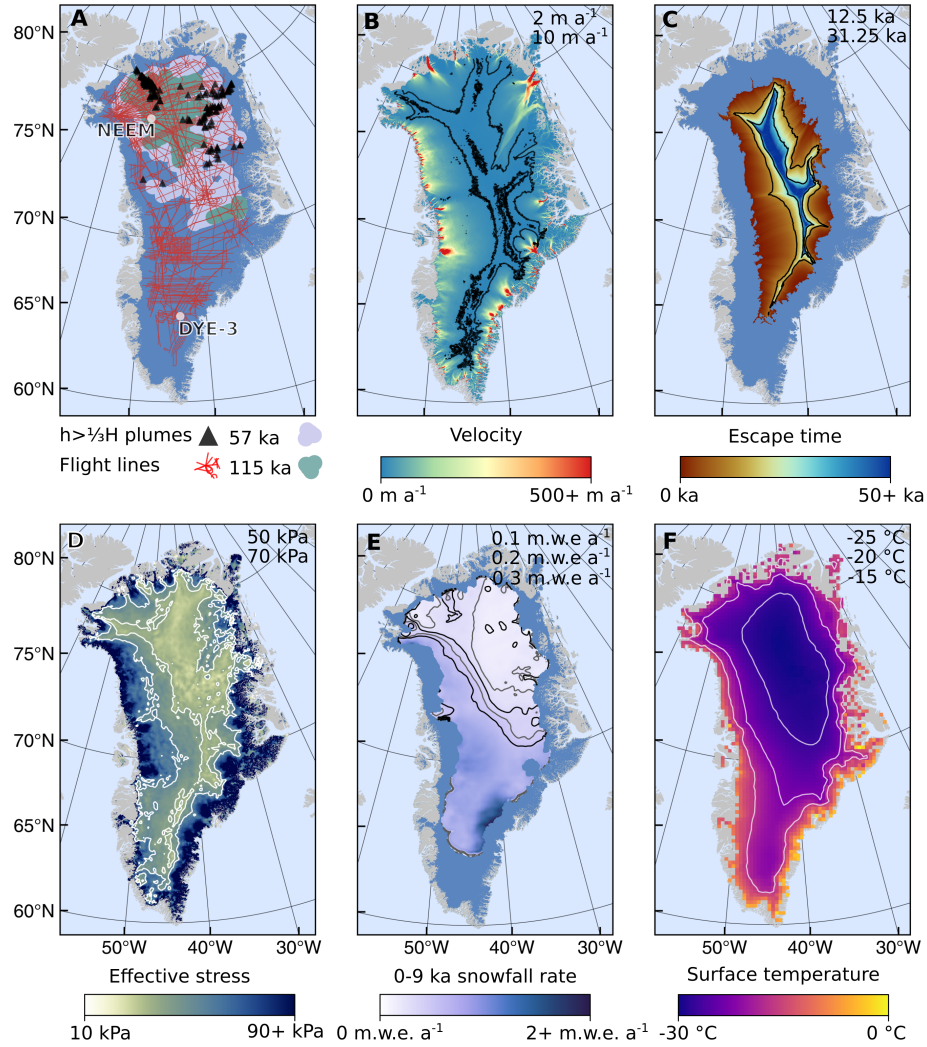 A
B
C
2 m a⁻¹
10 m a⁻¹
12.5 ka
31.25 ka
80°N
75°N
70°N
65°N
60°N
NEEM
DYE-3
h>⅓H plumes
57 ka
Flight lines
115 ka
Velocity
0 m a⁻¹
500+ m a⁻¹
Escape time
0 ka
50+ ka
D
E
F
50 kPa
70 kPa
0.1 m.w.e a⁻¹
0.2 m.w.e a⁻¹
0.3 m.w.e a⁻¹
-25 °C
-20 °C
-15 °C
80°N
75°N
70°N
65°N
60°N
50°W
40°W
30°W
50°W
40°W
30°W
50°W
40°W
30°W
Effective stress
10 kPa
90+ kPa
0-9 ka snowfall rate
0 m.w.e. a⁻¹
2+ m.w.e. a⁻¹
Surface temperature
-30 °C
0 °C